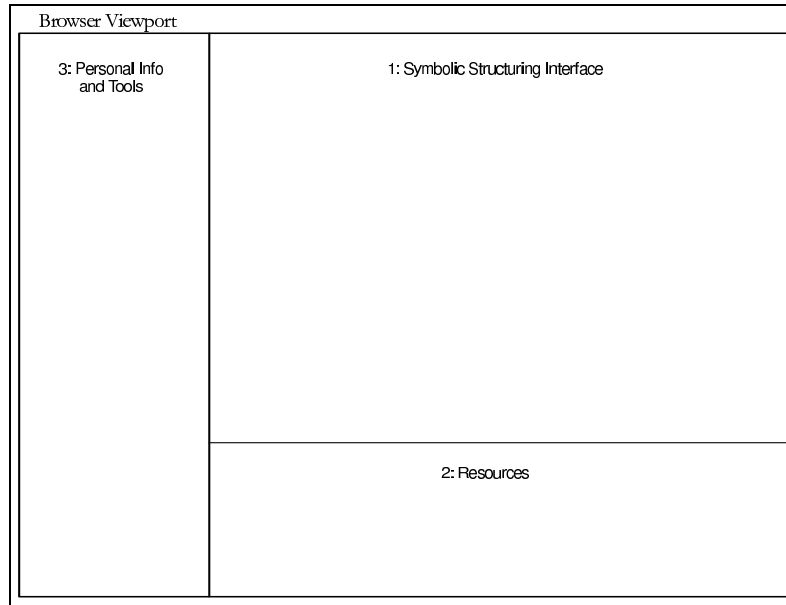 Browser Viewport
3: Personal Info
and Tools
1: Symbolic Structuring Interface
2: Resources